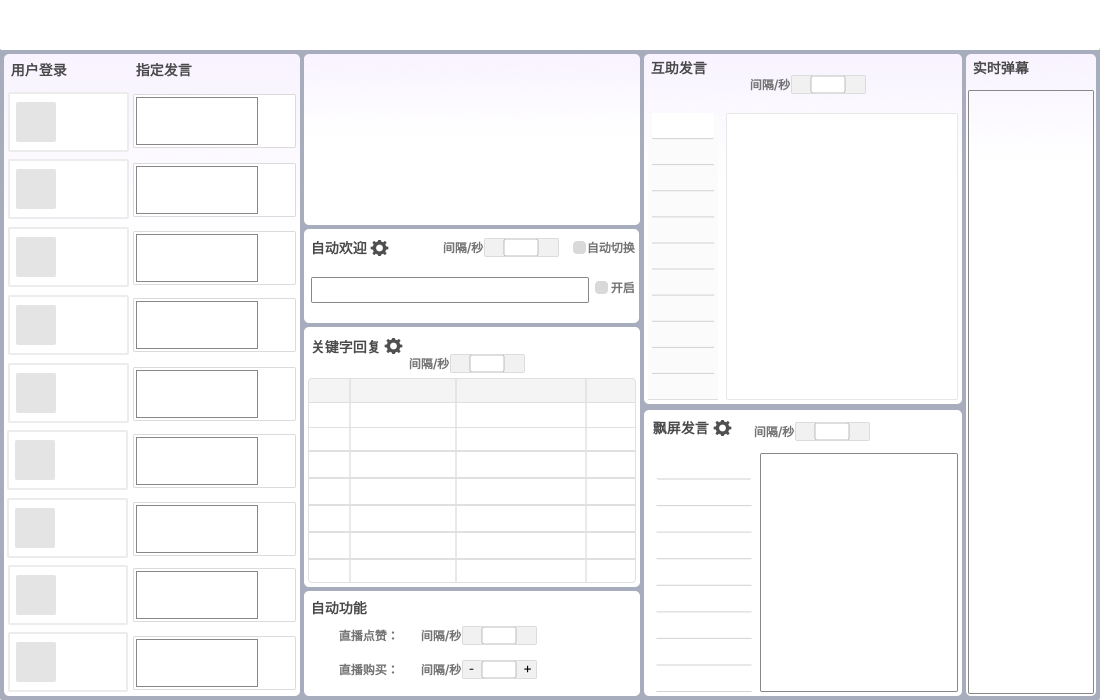 用户登录
指定发言
自动欢迎
间隔/秒
自动切换
开启
关键字回复
间隔/秒
自动功能
直播点赞：
间隔/秒
直播购买：
间隔/秒
-
+
互助发言
间隔/秒
飘屏发言
间隔/秒
实时弹幕